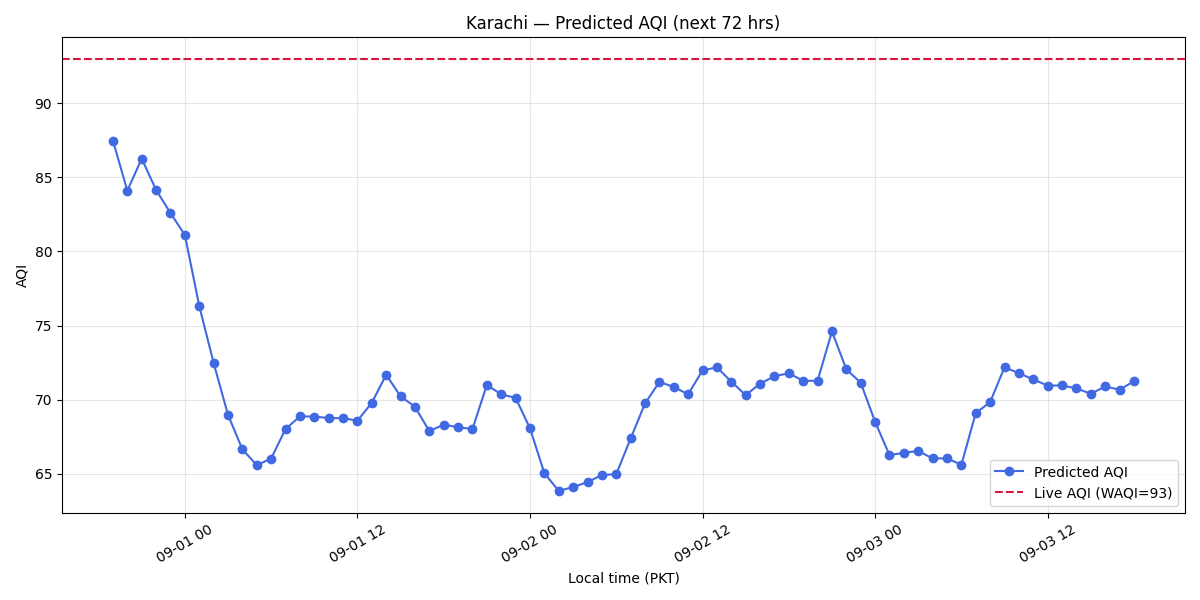 Karachi — Predicted AQI (next 72 hrs)
AQI
90
85
80
75
70
65
Predicted AQI
Live AQI (WAQI=93)
09-01 00
09-01 12
09-02 00
09-02 12
09-03 00
09-03 12
Local time (PKT)